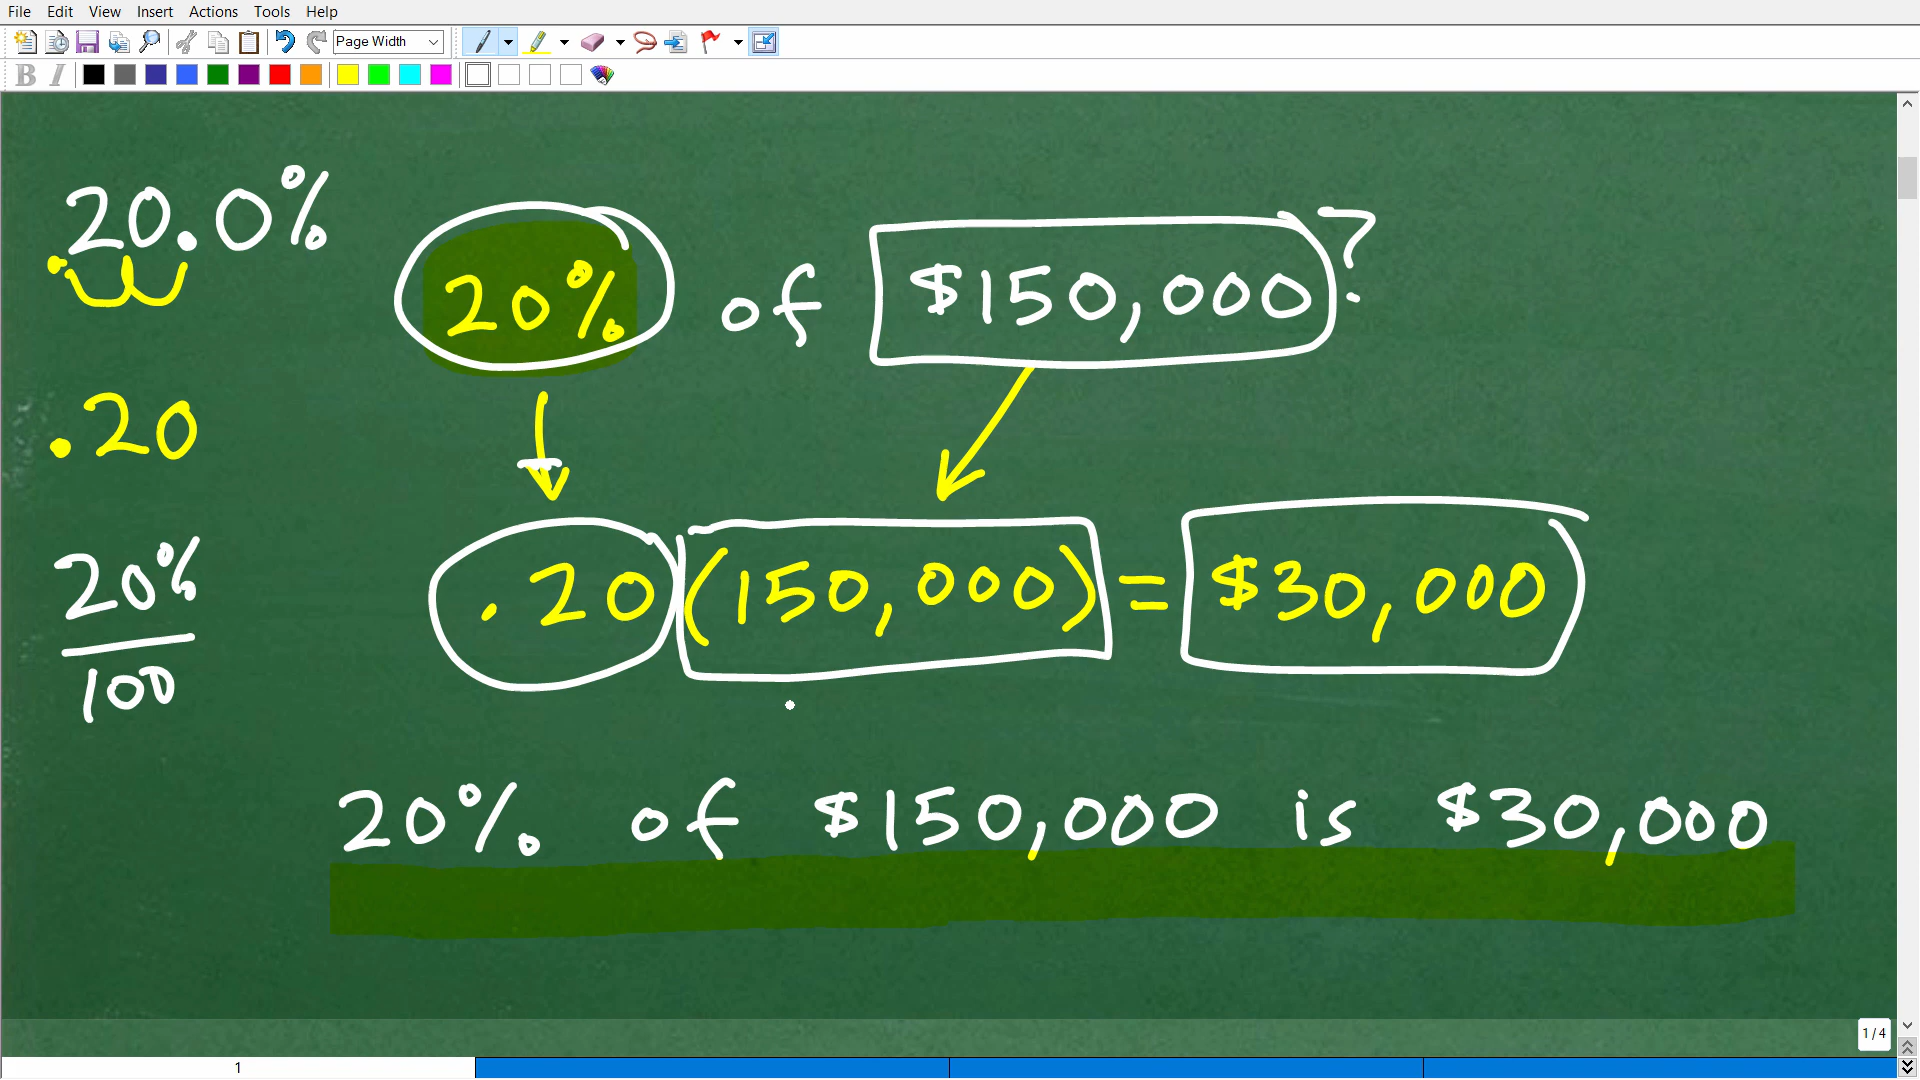 File Edit View Insert Actions Tools Help
Page Width
B I
20.0%
20% of $150,000?
.20
20%
100
.20(150,000) = $30,000
20% of $150,000 is $30,000
1 / 4
1